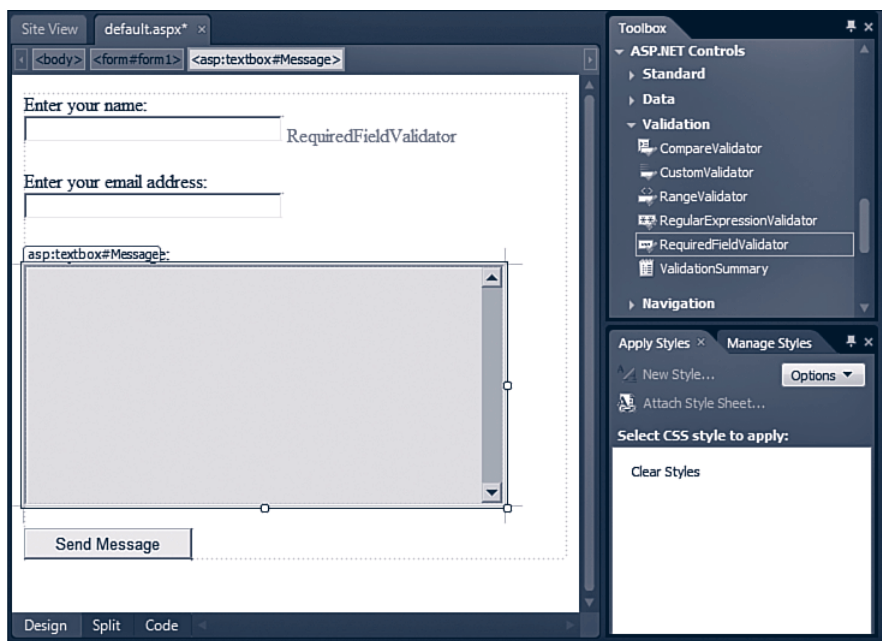 Site View
default.aspx*
<body> <form#form1> <asp:textbox#Message>
Enter your name:
RequiredFieldValidator
Enter your email address:
asp:textbox#Message
Send Message
Design Split Code
Toolbox
ASP.NET Controls
Standard
Data
Validation
CompareValidator
CustomValidator
RangeValidator
RegularExpressionValidator
RequiredFieldValidator
ValidationSummary
Navigation
Apply Styles
Manage Styles
New Style...
Options
Attach Style Sheet...
Select CSS style to apply:
Clear Styles